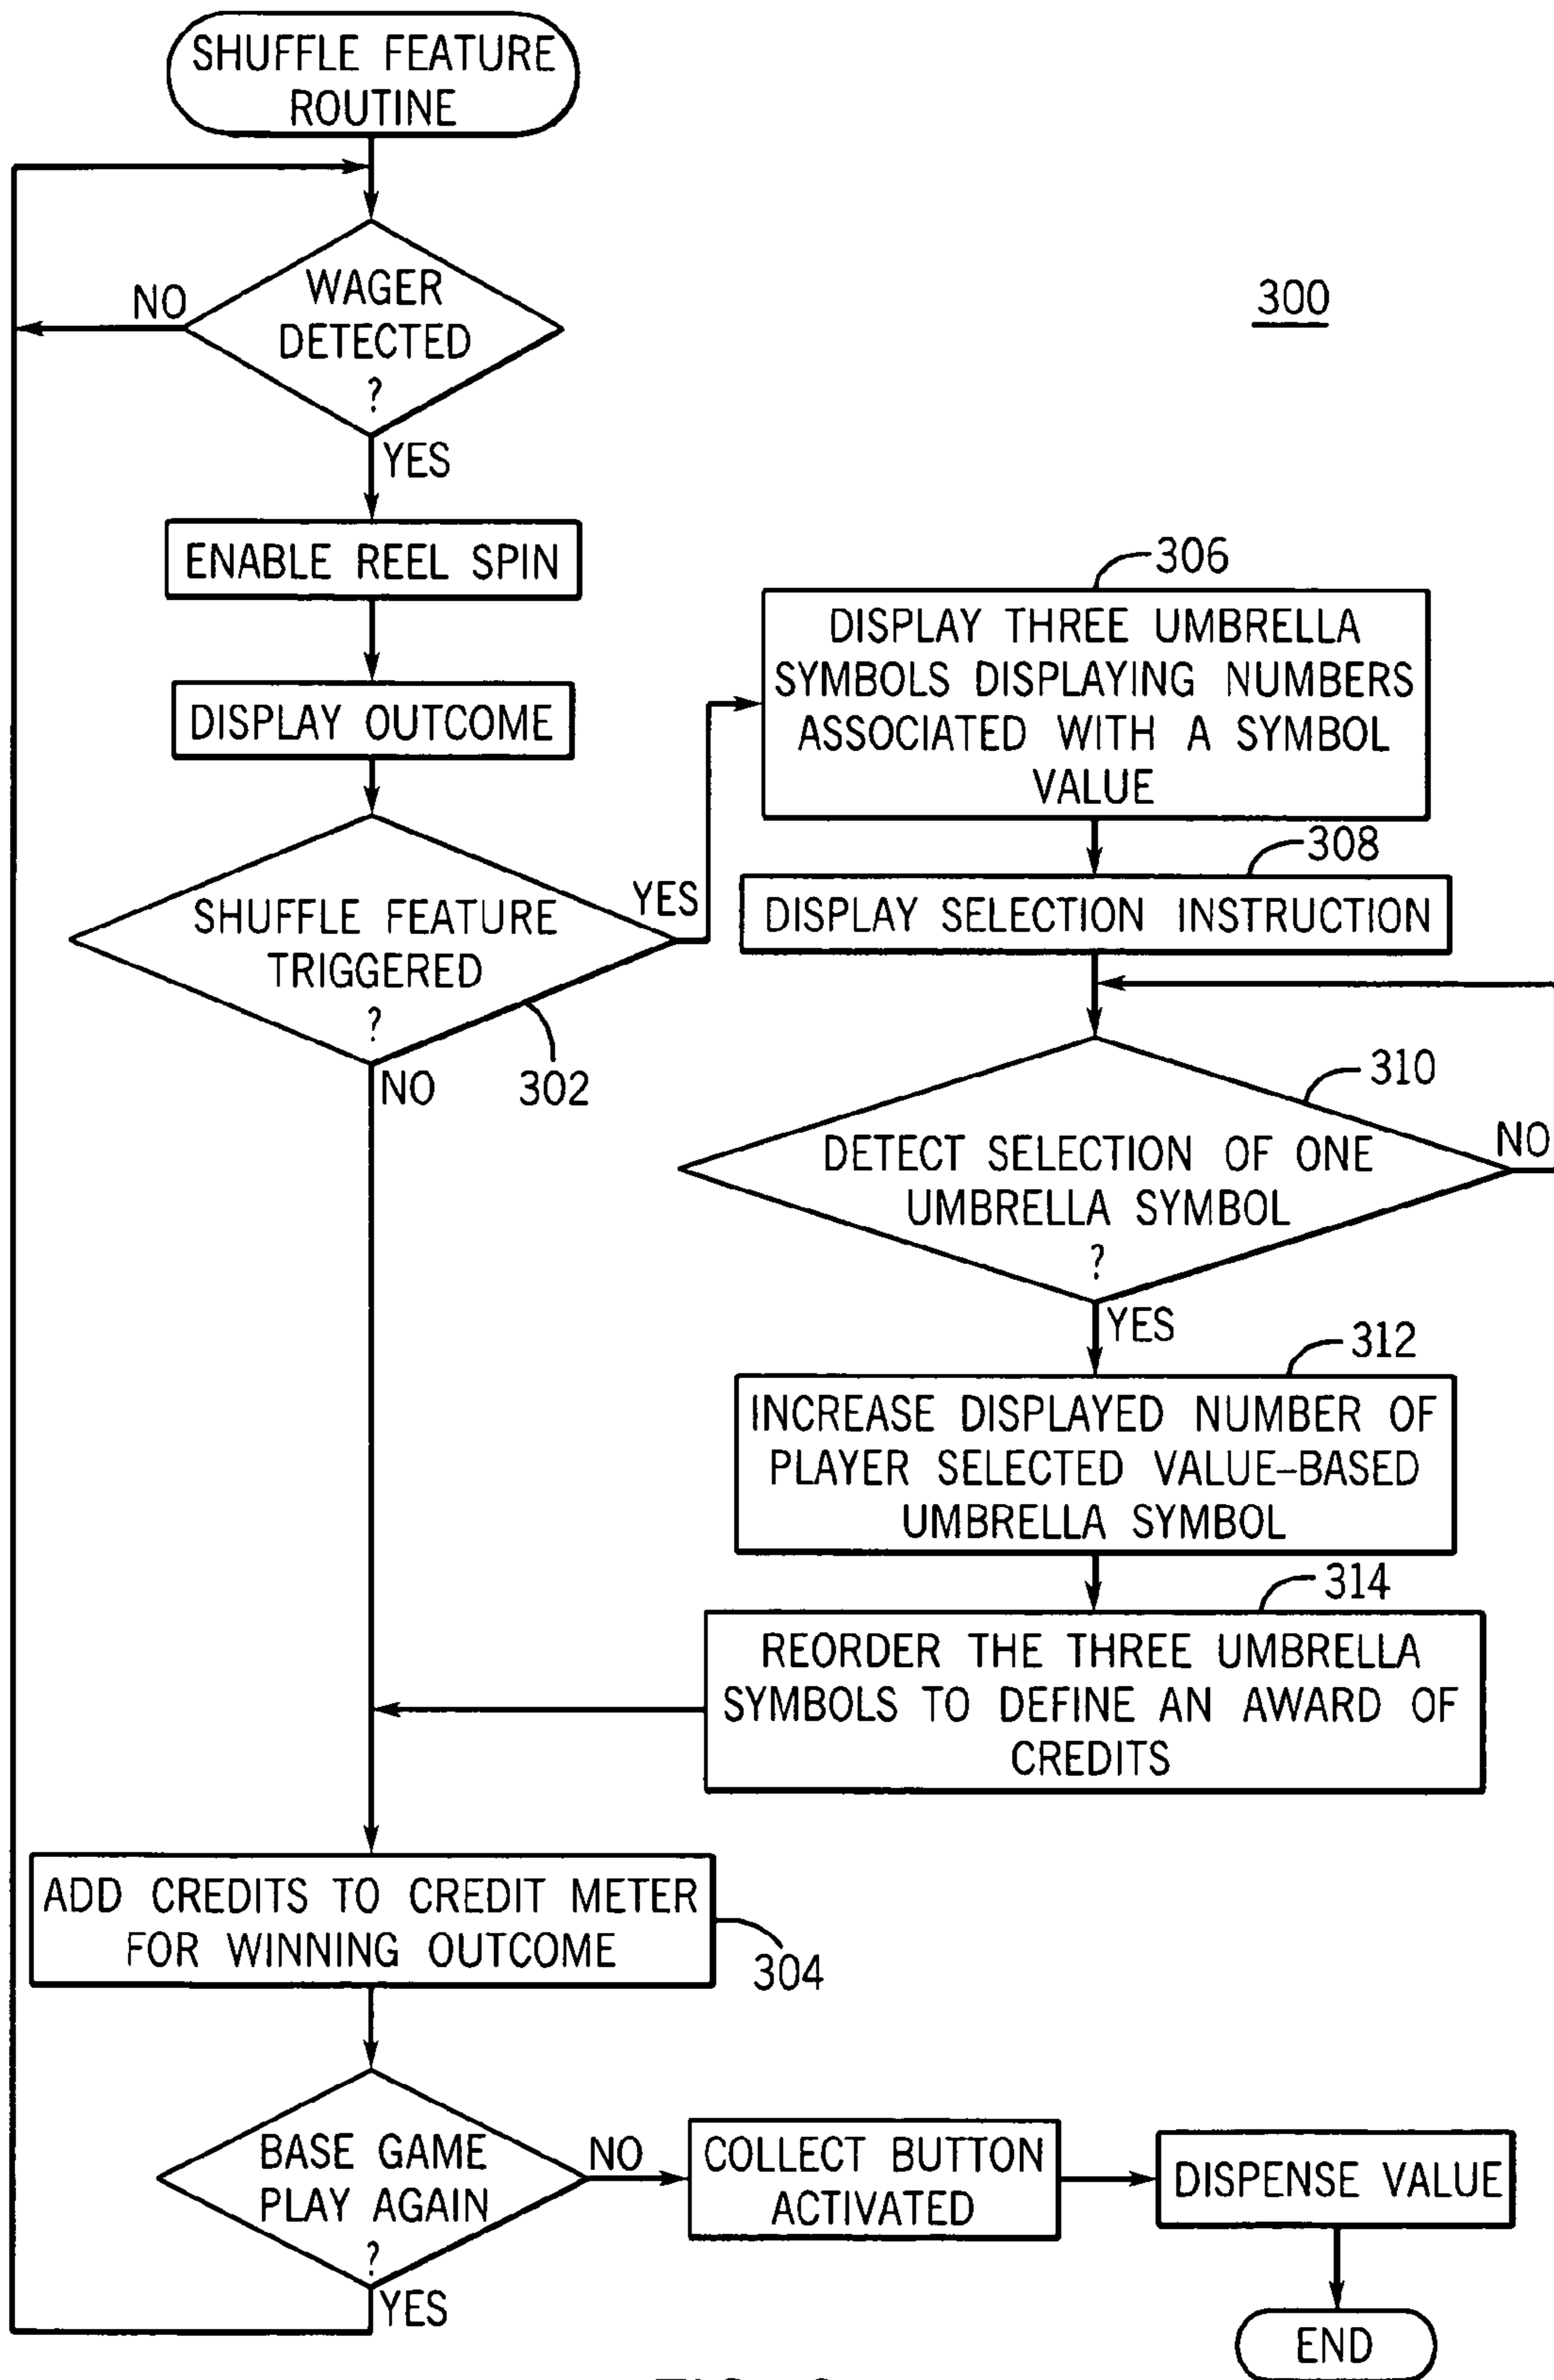 SHUFFLE FEATURE
ROUTINE
WAGER
DETECTED
?
NO
YES
300
ENABLE REEL SPIN
DISPLAY OUTCOME
SHUFFLE FEATURE
TRIGGERED
?
YES
NO
302
306
DISPLAY THREE UMBRELLA
SYMBOLS DISPLAYING NUMBERS
ASSOCIATED WITH A SYMBOL
VALUE
308
DISPLAY SELECTION INSTRUCTION
310
DETECT SELECTION OF ONE
UMBRELLA SYMBOL
?
NO
YES
312
INCREASE DISPLAYED NUMBER OF
PLAYER SELECTED VALUE-BASED
UMBRELLA SYMBOL
314
REORDER THE THREE UMBRELLA
SYMBOLS TO DEFINE AN AWARD OF
CREDITS
ADD CREDITS TO CREDIT METER
FOR WINNING OUTCOME
304
BASE GAME
PLAY AGAIN
?
NO
YES
COLLECT BUTTON
ACTIVATED
DISPENSE VALUE
END